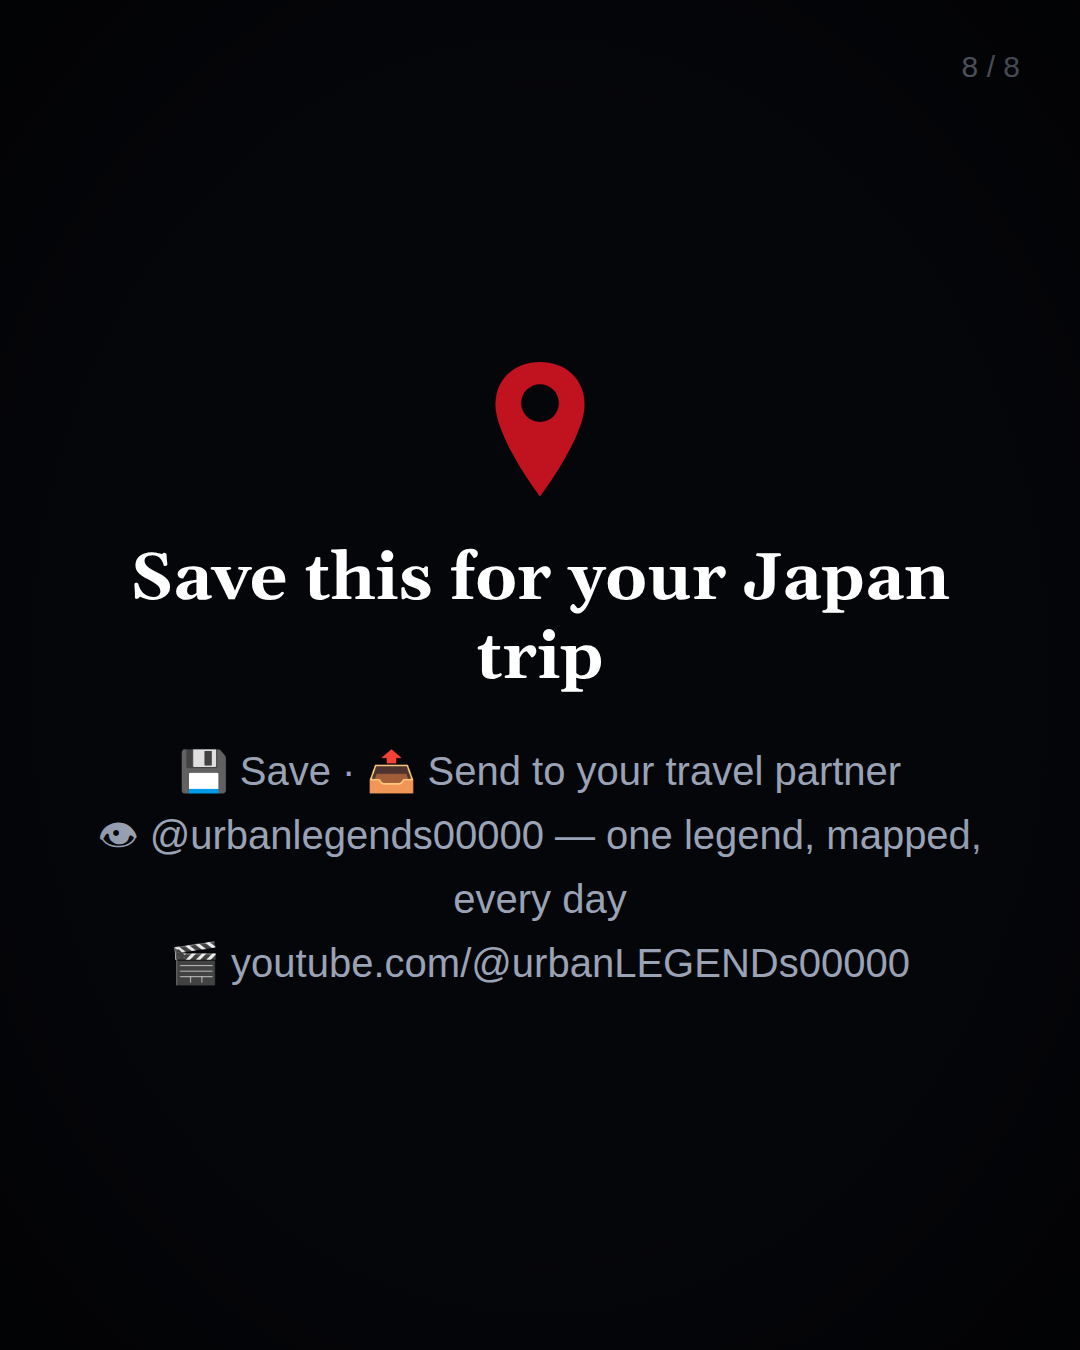 8 / 8
Save this for your Japan
trip
💾 Save · 📤 Send to your travel partner
👁 @urbanlegends00000 — one legend, mapped,
every day
🎬 youtube.com/@urbanLEGENDs00000